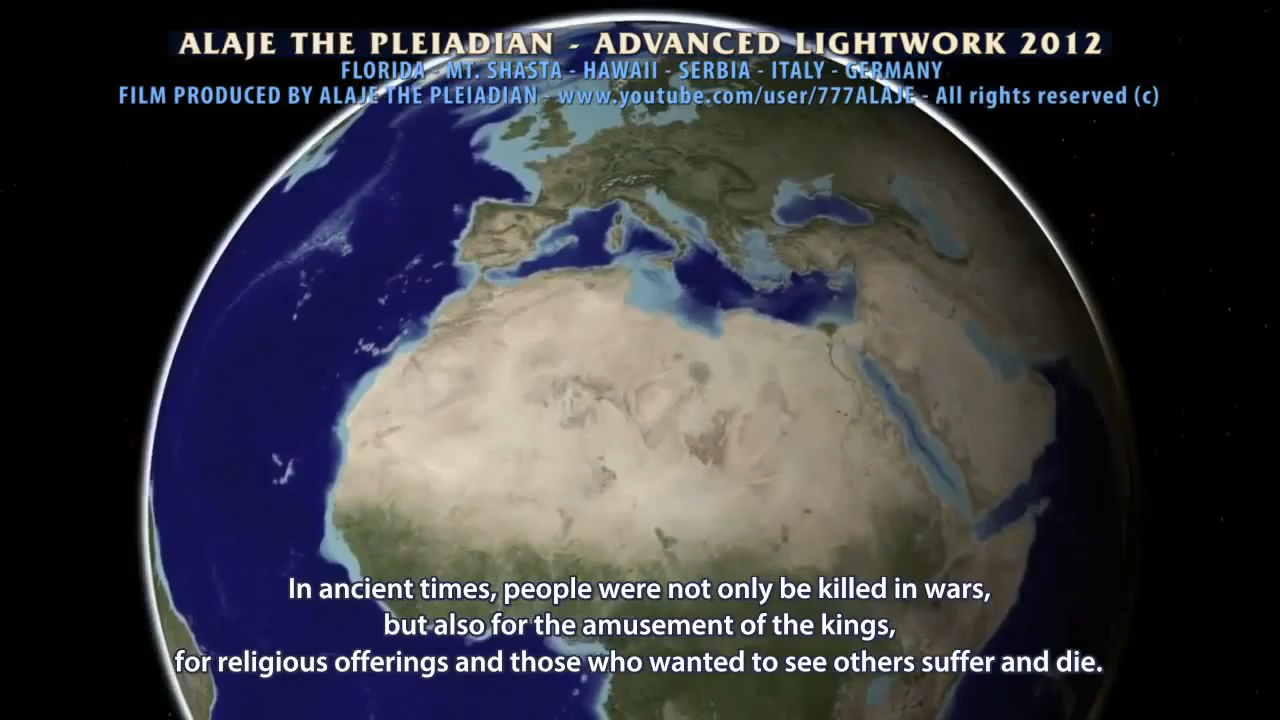 ALAJE THE PLEIADIAN - ADVANCED LIGHTWORK 2012
FLORIDA - MT. SHASTA - HAWAII - SERBIA - ITALY - GERMANY
FILM PRODUCED BY ALAJE THE PLEIADIAN - www.youtube.com/user/777ALAJE - All rights reserved (c)
In ancient times, people were not only be killed in wars,
but also for the amusement of the kings,
for religious offerings and those who wanted to see others suffer and die.